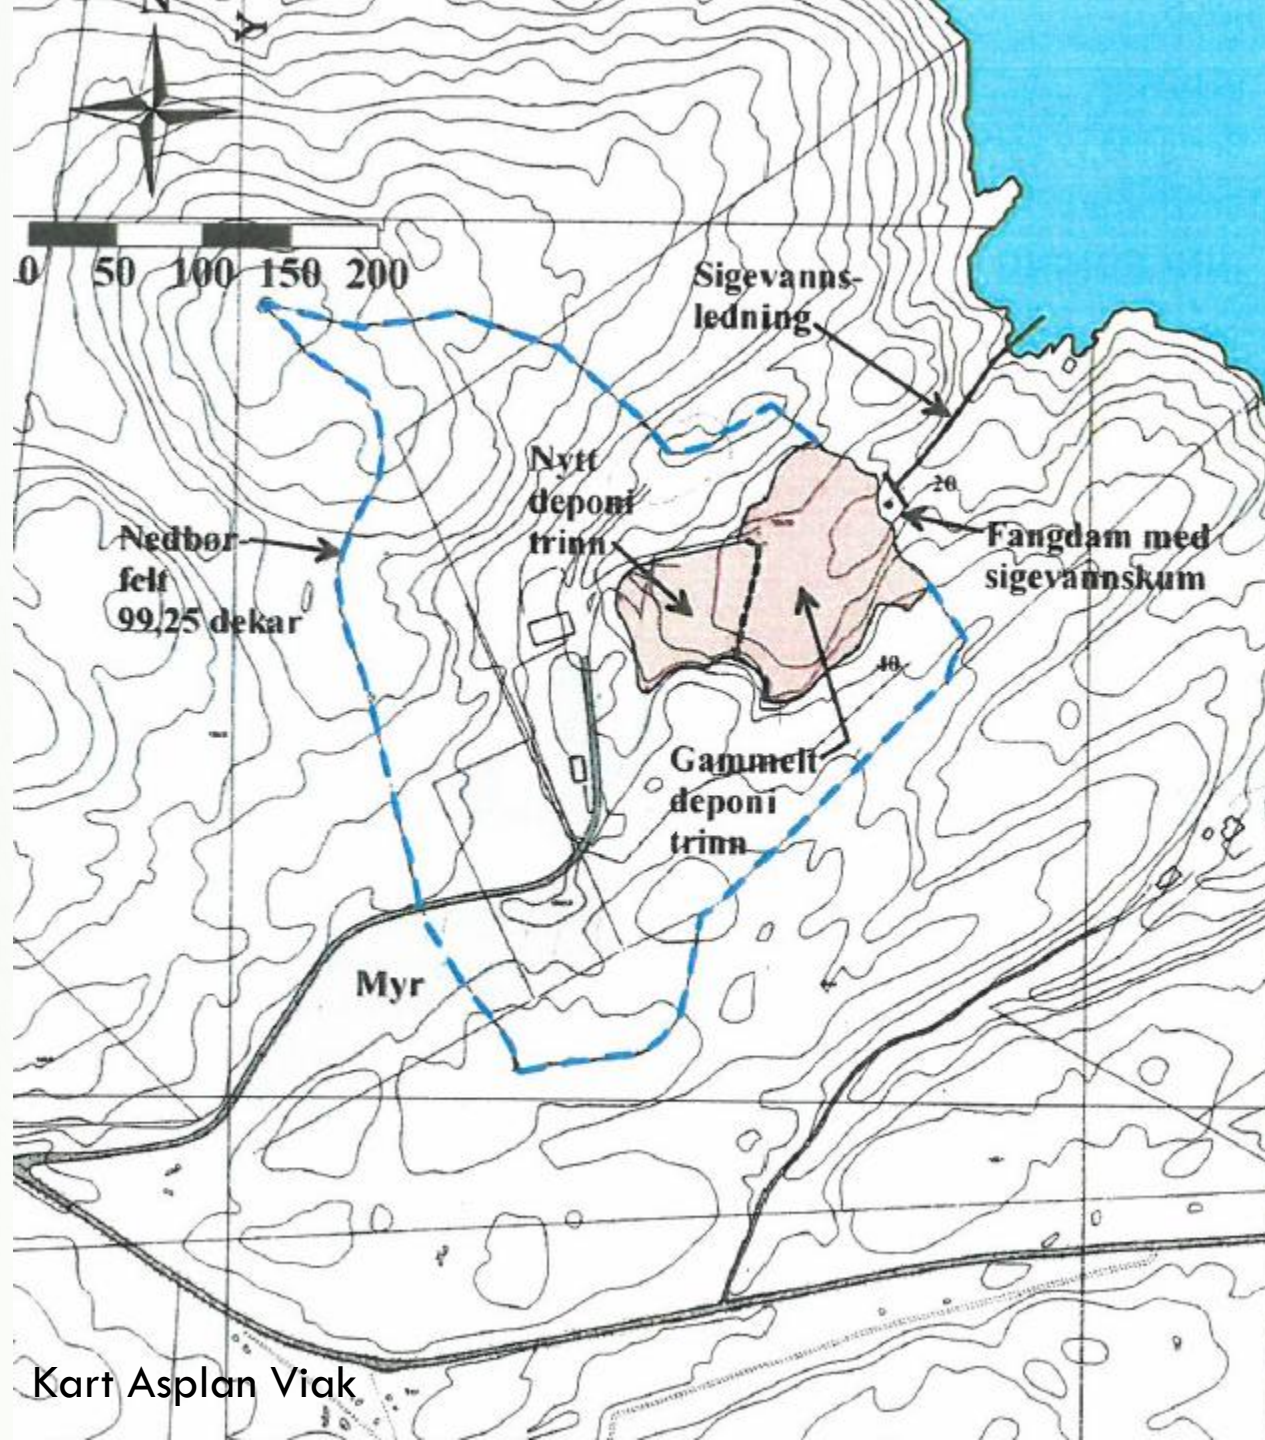 N
Y
0 50 100 150 200
Sigevanns-
ledning
Nytt
deponi
trinn
20
Nedbør-
felt
99,25 dekar
Fangdam med
sigevannskum
40
Gammelt
deponi
trinn
Myr
Kart Asplan Viak